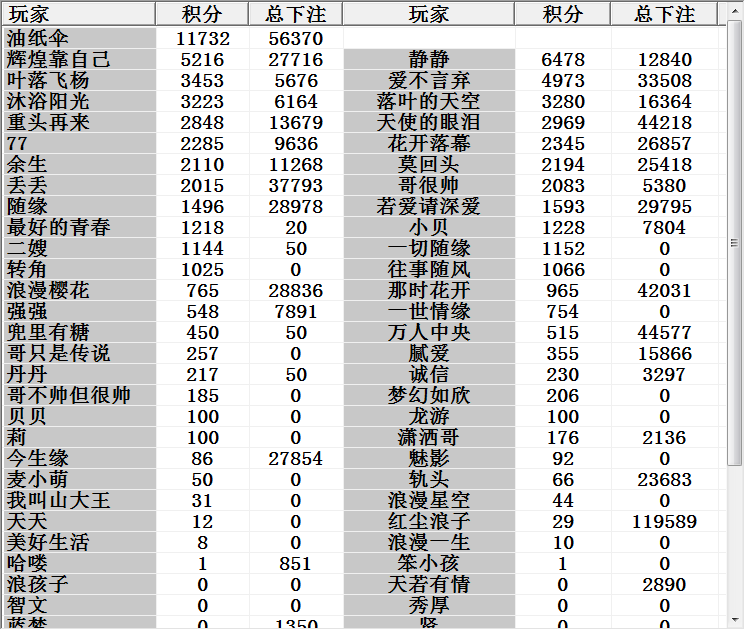 玩家 积分 总下注 玩家 积分 总下注
油纸伞 11732 56370
辉煌靠自己 5216 27716 静静 6478 12840
叶落飞杨 3453 5676 爱不言弃 4973 33508
沐浴阳光 3223 6164 落叶的天空 3280 16364
重头再来 2848 13679 天使的眼泪 2969 44218
77 2285 9636 花开落幕 2345 26857
余生 2110 11268 莫回头 2194 25418
丢丢 2015 37793 哥很帅 2083 5380
随缘 1496 28978 若爱请深爱 1593 29795
最好的青春 1218 20 小贝 1228 7804
二嫂 1144 50 一切随缘 1152 0
转角 1025 0 往事随风 1066 0
浪漫樱花 765 28836 那时花开 965 42031
强强 548 7891 一世情缘 754 0
兜里有糖 450 50 万人中央 515 44577
哥只是传说 257 0 腻爱 355 15866
丹丹 217 50 诚信 230 3297
哥不帅但很帅 185 0 梦幻如欣 206 0
贝贝 100 0 龙游 100 0
莉 100 0 潇洒哥 176 2136
今生缘 86 27854 魅影 92 0
麦小萌 50 0 轨头 66 23683
我叫山大王 31 0 浪漫星空 44 0
天天 12 0 红尘浪子 29 119589
美好生活 8 0 浪漫一生 10 0
哈喽 1 851 笨小孩 1 0
浪孩子 0 0 天若有情 0 2890
智文 0 0 秀厚 0 0
蓝梦 0 1350 贤 0 0